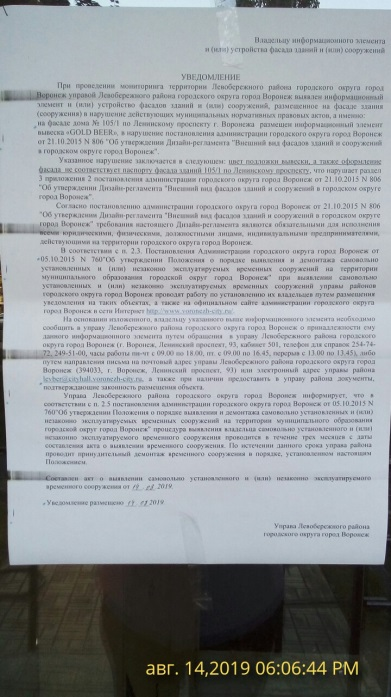 Владельцу информационного элемента
и (или) устройство фасада зданий и (или) сооружений
УВЕДОМЛЕНИЕ
При проведении мониторинга территории Левобережного района городского округа город
Воронеж управой Левобережного района городского округа город Воронеж выявлен информационный
элемент и (или) устройство фасадов зданий и (или) сооружений, размещенное на фасаде здания
(сооружения) в нарушение действующих муниципальных нормативных правовых актов, а именно:
на фасаде дома № 105/1 по Ленинскому проспекту г. Воронежа размещен информационный элемент
вывеска «GOLD BEER», в нарушение постановления администрации городского округа город Воронеж
от 21.10.2015 N 806 "Об утверждении Дизайн-регламента "Внешний вид фасадов зданий и сооружений
в городском округе город Воронеж".
Указанное нарушение заключается в следующем: цвет подложки вывески, а также оформление
фасада не соответствует паспорту фасада зданий 105/1 по Ленинскому проспекту, что нарушает раздел
3 приложения 2 постановления администрации городского округа город Воронеж от 21.10.2015 N 806
"Об утверждении Дизайн-регламента "Внешний вид фасадов зданий и сооружений в городском округе
город Воронеж".
Согласно постановлению администрации городского округа город Воронеж от 21.10.2015 N 806
"Об утверждении Дизайн-регламента "Внешний вид фасадов зданий и сооружений в городском округе
город Воронеж" требования настоящего Дизайн-регламента являются обязательными для исполнения
всеми юридическими, физическими, должностными лицами, индивидуальными предпринимателями,
действующими на территории городского округа город Воронеж.
В соответствии с п. 2.3. Постановления Администрации городского округа город Воронеж от
05.10.2015 N 760"Об утверждении Положения о порядке выявления и демонтажа самовольно
установленных и (или) незаконно эксплуатируемых временных сооружений на территории
муниципального образования городской округ город Воронеж" при выявлении самовольно
установленных и (или) незаконно эксплуатируемых временных сооружений управы районов
городского округа город Воронеж проводят работу по установлению их владельцев путем размещения
уведомления на таких объектах, а также на официальном сайте администрации городского округа
город Воронеж в сети Интернет http://www.voronezh-city.ru/.
На основании изложенного, владельцу указанного выше информационного элемента необходимо
сообщить в управу Левобережного района городского округа город Воронеж о принадлежности ему
данного информационного элемента путем обращения в управу Левобережного района городского
округа город Воронеж (г. Воронеж, Ленинский проспект, 93, кабинет 501, телефон для справок 254-74-
72, 249-51-00, часы работы пн-чт с 09.00 по 18.00, пт. с 09.00 по 16.45, перерыв с 13.00 по 13.45), либо
путем направления письма на почтовый адрес управы Левобережного района городского округа город
Воронеж (394033, г. Воронеж, Ленинский проспект, 93) или электронный адрес управы района
levber@cityhall.voronezh-city.ru, а также при наличии предоставить в управу района документы,
подтверждающие законность размещения объекта.
Управа Левобережного района городского округа город Воронеж информирует, что в
соответствии с п. 2.5 постановления администрации городского округа город Воронеж от 05.10.2015 N
760"Об утверждении Положения о порядке выявления и демонтажа самовольно установленных и (или)
незаконно эксплуатируемых временных сооружений на территории муниципального образования
городской округ город Воронеж" процедура выявления владельца самовольно установленного и (или)
незаконно эксплуатируемого временного сооружения проводится в течение трех месяцев с даты
составления акта о выявлении временного сооружения. По истечении данного срока управа района
проводит принудительный демонтаж временного сооружения в порядке, установленном настоящим
Положением.
Составлен акт о выявлении самовольно установленного и (или) незаконно эксплуатируемого
временного сооружения от 2019.
Уведомление размещено 2019.
Управа Левобережного района
городского округа город Воронеж
авг. 14,2019 06:06:44 PM